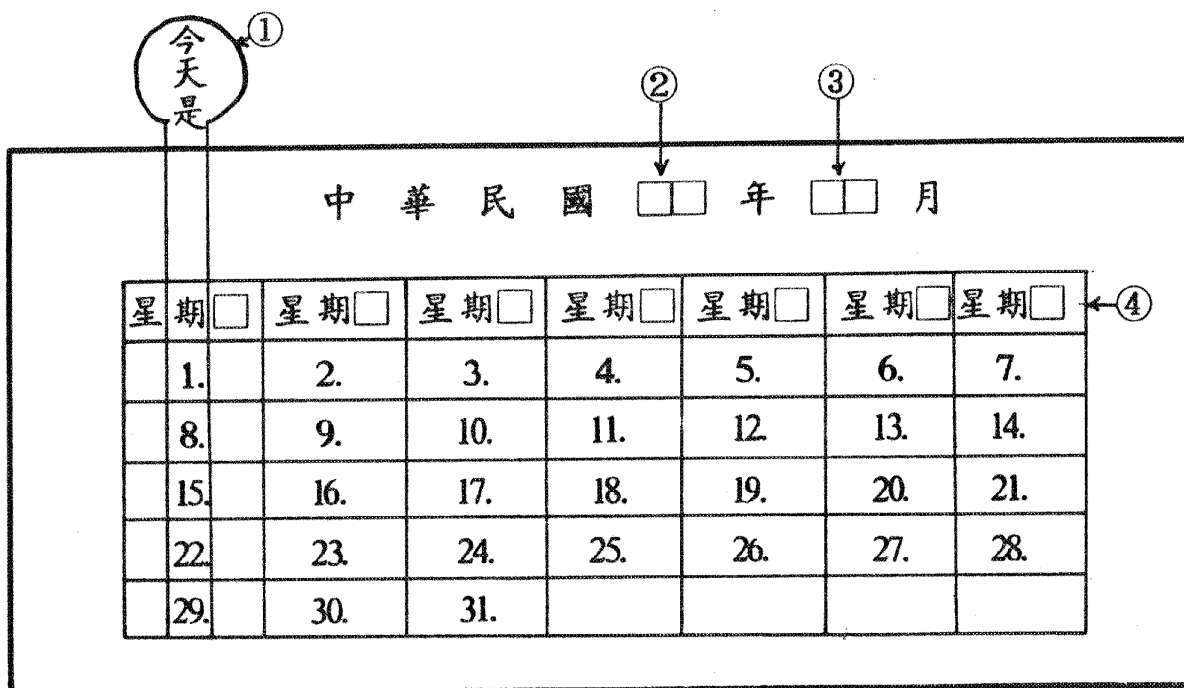 今天是
①
②
③
中華民國□□年□□月
星期□ 星期□ 星期□ 星期□ 星期□ 星期□ 星期□
④
1. 2. 3. 4. 5. 6. 7.
8. 9. 10. 11. 12. 13. 14.
15. 16. 17. 18. 19. 20. 21.
22. 23. 24. 25. 26. 27. 28.
29. 30. 31.